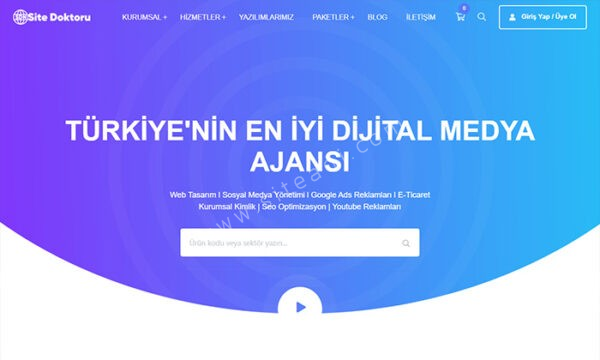 Site Doktoru
KURUMSAL + HİZMETLER + YAZILIMLARIMIZ PAKETLER + BLOG İLETİŞİM 0 Giriş Yap / Üye Ol
TÜRKİYE'NİN EN İYİ DİJİTAL MEDYA
AJANSI
Web Tasarım | Sosyal Medya Yönetimi | Google Ads Reklamları | E-Ticaret
Kurumsal Kimlik | Seo Optimizasyon | Youtube Reklamları
Ürün kodu veya sektör yazın...